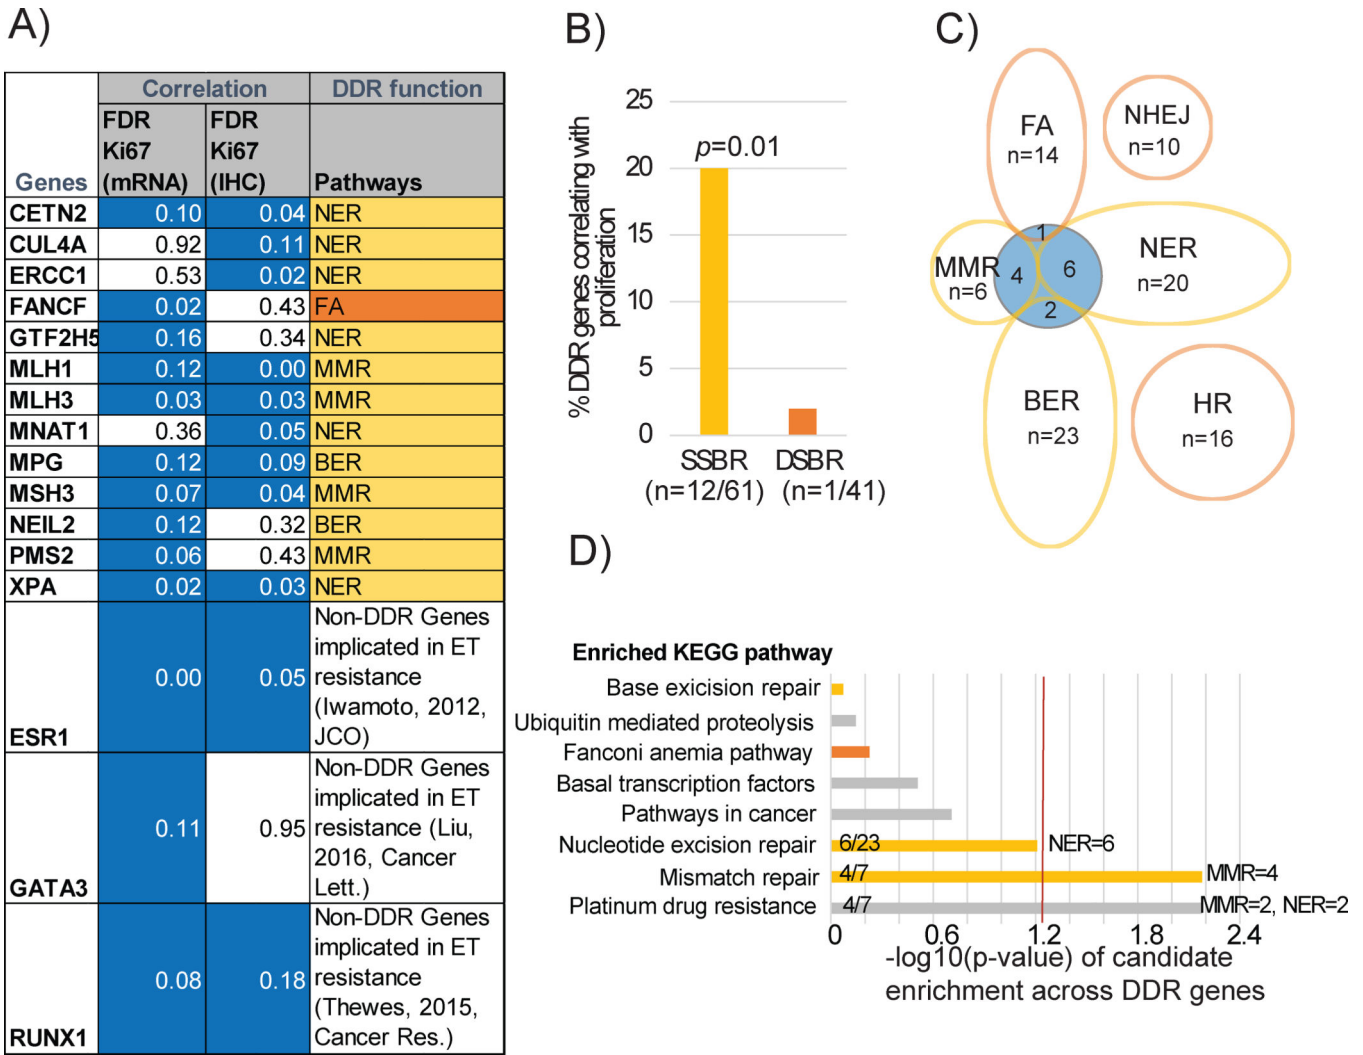 A)
Correlation DDR function
Genes FDR Ki67 (mRNA) FDR Ki67 (IHC) Pathways
CETN2 0.10 0.04 NER
CUL4A 0.92 0.11 NER
ERCC1 0.53 0.02 NER
FANCF 0.02 0.43 FA
GTF2H5 0.16 0.34 NER
MLH1 0.12 0.00 MMR
MLH3 0.03 0.03 MMR
MNAT1 0.36 0.05 NER
MPG 0.12 0.09 BER
MSH3 0.07 0.04 MMR
NEIL2 0.12 0.32 BER
PMS2 0.06 0.43 MMR
XPA 0.02 0.03 NER
ESR1 0.00 0.05 Non-DDR Genes
implicated in ET
resistance
(Iwamoto, 2012,
JCO)
GATA3 0.11 0.95 Non-DDR Genes
implicated in ET
resistance (Liu,
2016, Cancer
Lett.)
RUNX1 0.08 0.18 Non-DDR Genes
implicated in ET
resistance
(Thewes, 2015,
Cancer Res.)
B)
% DDR genes correlating with
proliferation
25
20
15
10
5
0
p=0.01
SSBR DSBR
(n=12/61) (n=1/41)
C)
FA
n=14
NHEJ
n=10
NER
n=20
MMR
n=6
1
4
6
2
BER
n=23
HR
n=16
D)
Enriched KEGG pathway
Base exicision repair
Ubiquitin mediated proteolysis
Fanconi anemia pathway
Basal transcription factors
Pathways in cancer
Nucleotide excision repair 6/23 NER=6
Mismatch repair 4/7 MMR=4
Platinum drug resistance 4/7 MMR=2, NER=2
0 0.6 1.2 1.8 2.4
-log10(p-value) of candidate
enrichment across DDR genes